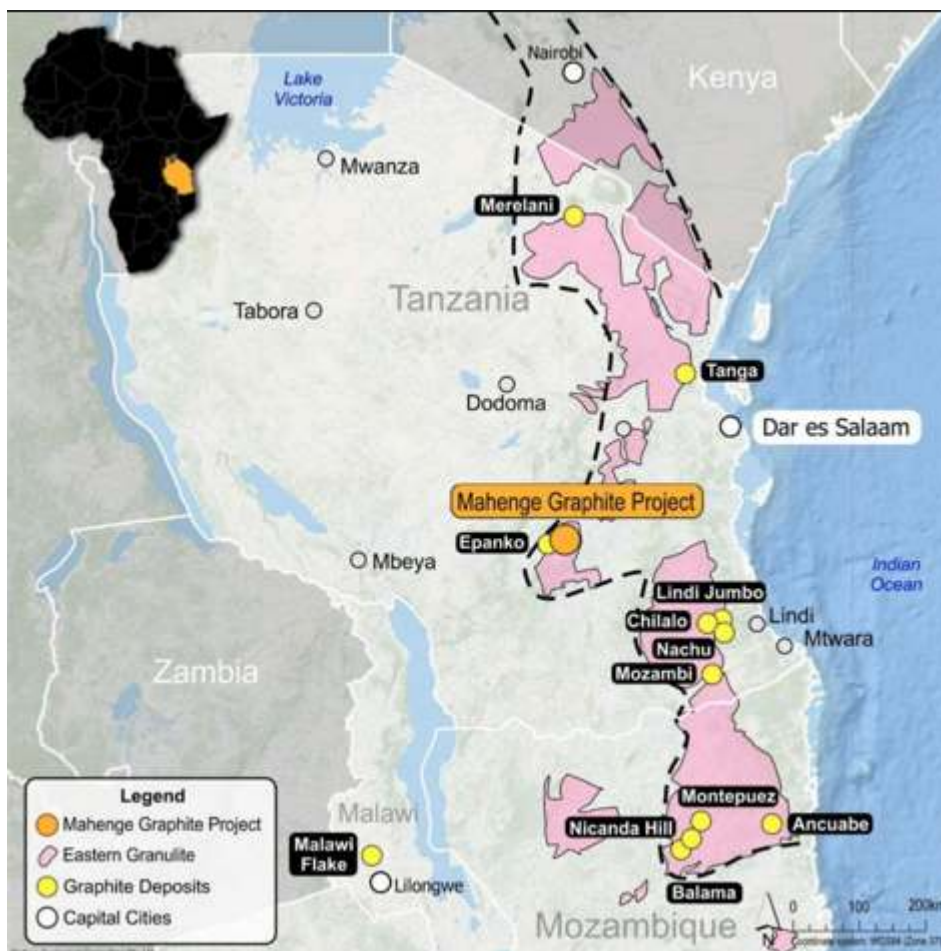 Nairobi
Kenya
Lake
Victoria
Mwanza
Merelani
Tanzania
Tabora
Tanga
Dodoma
Dar es Salaam
Mahenge Graphite Project
Epanko
Mbeya
Indian
Ocean
Lindi Jumbo
Chilalo
Lindi
Nachu
Mtwara
Mozambi
Zambia
Legend
Mahenge Graphite Project
Eastern Granulite
Graphite Deposits
Capital Cities
Malawi
Malawi
Flake
Lilongwe
Montepuez
Nicanda Hill
Ancuabe
Balama
Mozambique
0 100 200km
N